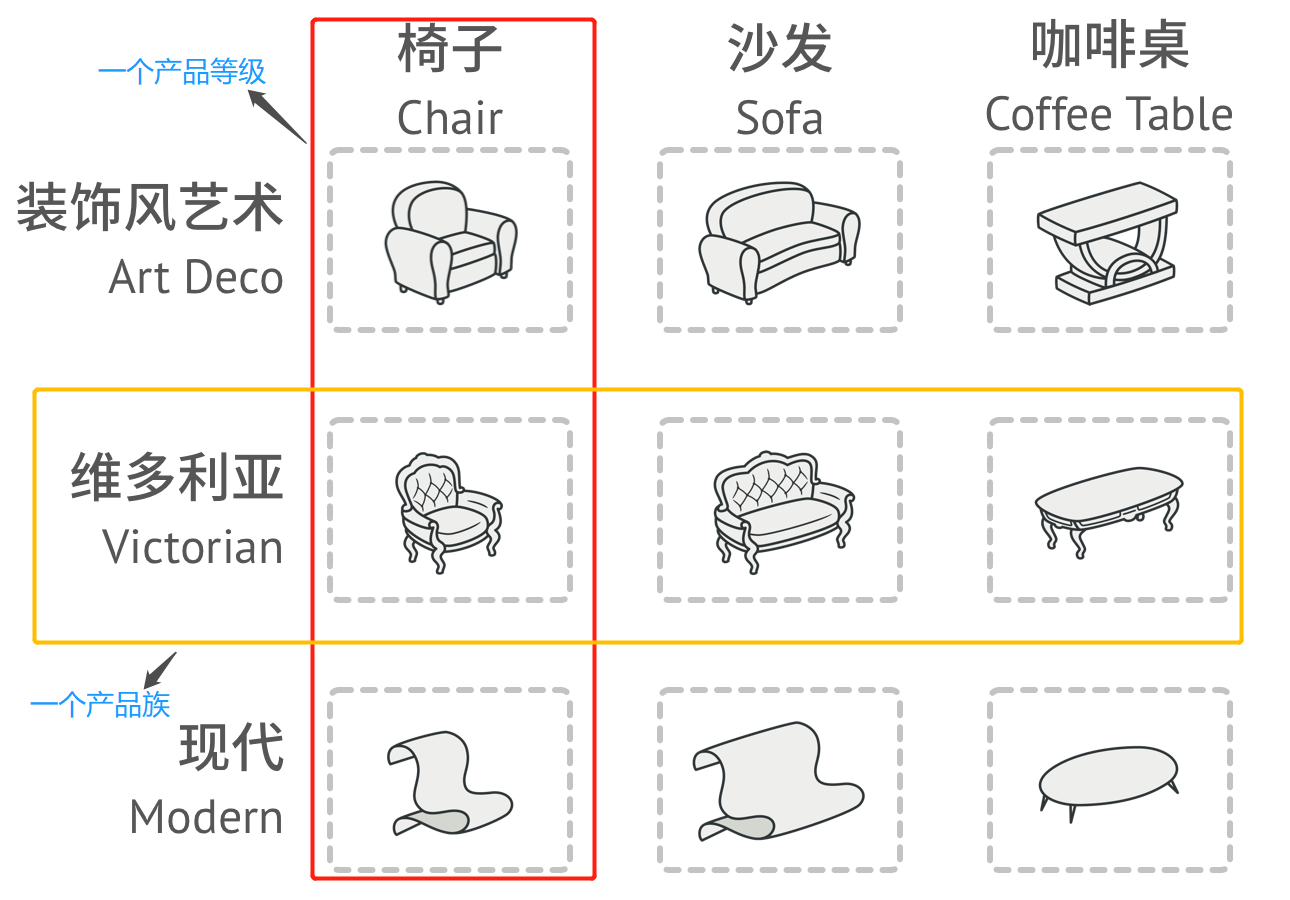 椅子
沙发
咖啡桌
一个产品等级
Chair
Sofa
Coffee Table
装饰风艺术
Art Deco
维多利亚
Victorian
一个产品族
现代
Modern